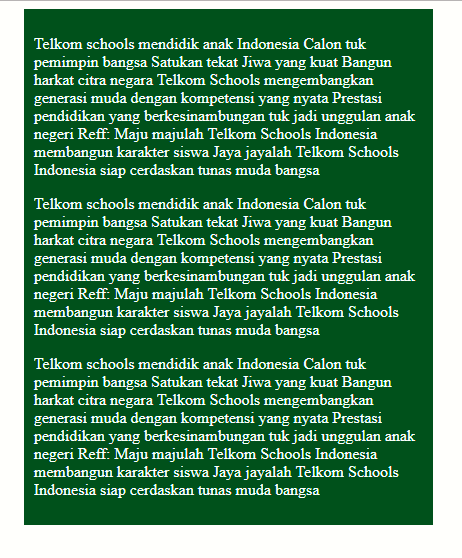 Telkom schools mendidik anak Indonesia Calon tuk
pemimpin bangsa Satukan tekat Jiwa yang kuat Bangun
harkat citra negara Telkom Schools mengembangkan
generasi muda dengan kompetensi yang nyata Prestasi
pendidikan yang berkesinambungan tuk jadi unggulan anak
negeri Reff: Maju majulah Telkom Schools Indonesia
membangun karakter siswa Jaya jayalah Telkom Schools
Indonesia siap cerdaskan tunas muda bangsa
Telkom schools mendidik anak Indonesia Calon tuk
pemimpin bangsa Satukan tekat Jiwa yang kuat Bangun
harkat citra negara Telkom Schools mengembangkan
generasi muda dengan kompetensi yang nyata Prestasi
pendidikan yang berkesinambungan tuk jadi unggulan anak
negeri Reff: Maju majulah Telkom Schools Indonesia
membangun karakter siswa Jaya jayalah Telkom Schools
Indonesia siap cerdaskan tunas muda bangsa
Telkom schools mendidik anak Indonesia Calon tuk
pemimpin bangsa Satukan tekat Jiwa yang kuat Bangun
harkat citra negara Telkom Schools mengembangkan
generasi muda dengan kompetensi yang nyata Prestasi
pendidikan yang berkesinambungan tuk jadi unggulan anak
negeri Reff: Maju majulah Telkom Schools Indonesia
membangun karakter siswa Jaya jayalah Telkom Schools
Indonesia siap cerdaskan tunas muda bangsa